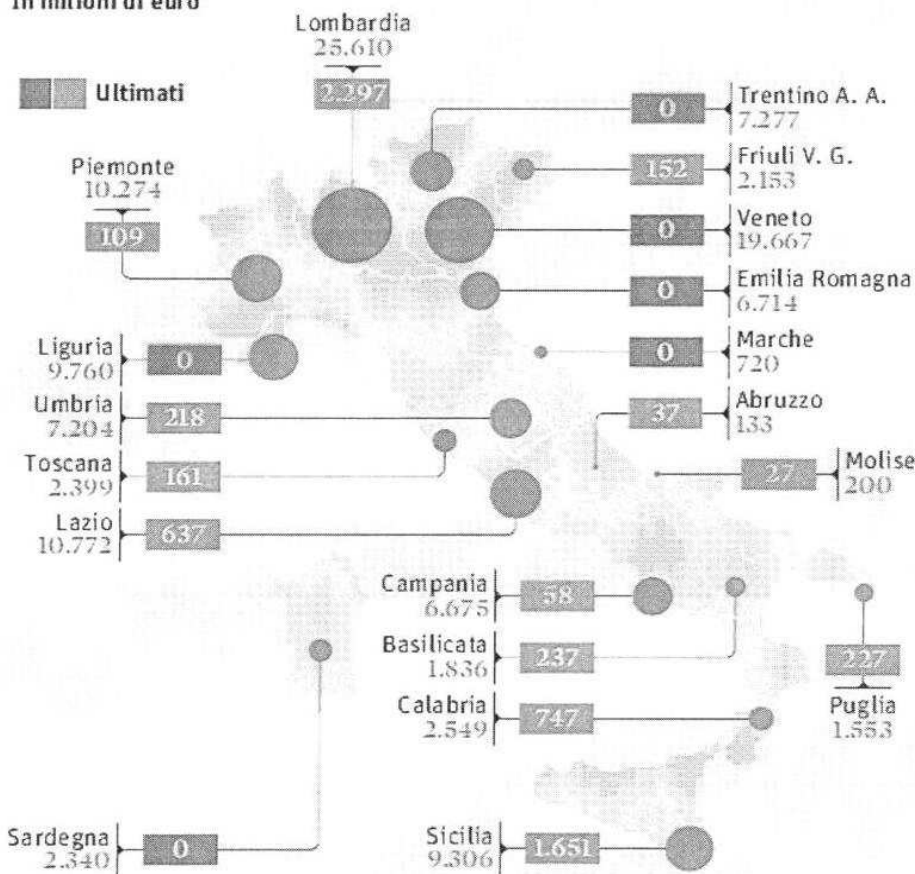 In milioni di euro
Ultimati
Lombardia
25.610
2.297
Trentino A. A.
7.277
0
Friuli V. G.
2.153
152
Piemonte
10.274
109
Veneto
19.667
0
Emilia Romagna
6.714
0
Liguria
9.760
0
Marche
720
0
Umbria
7.204
218
Abruzzo
133
37
Toscana
2.399
161
Molise
200
27
Lazio
10.772
637
Campania
6.675
58
Basilicata
1.836
237
227
Puglia
1.553
Calabria
2.549
747
Sardegna
2.340
0
Sicilia
9.306
1.651